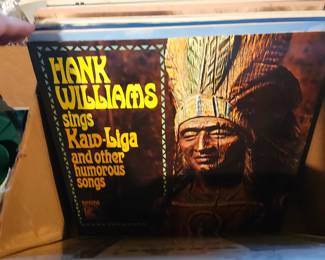 HANK
WILLIAMS
sings
Kaw-Liga
and other
humorous
songs